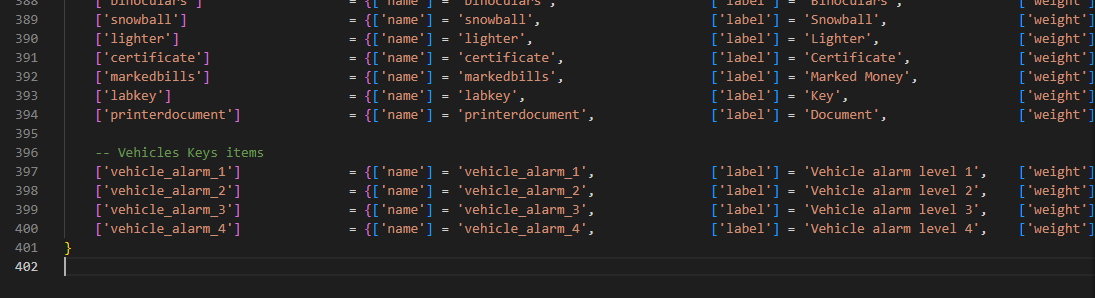 388 ['binoculars'] = {['name'] = 'binoculars', ['label'] = 'Binoculars', ['weight']
389 ['snowball'] = {['name'] = 'snowball', ['label'] = 'Snowball', ['weight']
390 ['lighter'] = {['name'] = 'lighter', ['label'] = 'Lighter', ['weight']
391 ['certificate'] = {['name'] = 'certificate', ['label'] = 'Certificate', ['weight']
392 ['markedbills'] = {['name'] = 'markedbills', ['label'] = 'Marked Money', ['weight']
393 ['labkey'] = {['name'] = 'labkey', ['label'] = 'Key', ['weight']
394 ['printerdocument'] = {['name'] = 'printerdocument', ['label'] = 'Document', ['weight']
395
396 -- Vehicles Keys items
397 ['vehicle_alarm_1'] = {['name'] = 'vehicle_alarm_1', ['label'] = 'Vehicle alarm level 1', ['weight']
398 ['vehicle_alarm_2'] = {['name'] = 'vehicle_alarm_2', ['label'] = 'Vehicle alarm level 2', ['weight']
399 ['vehicle_alarm_3'] = {['name'] = 'vehicle_alarm_3', ['label'] = 'Vehicle alarm level 3', ['weight']
400 ['vehicle_alarm_4'] = {['name'] = 'vehicle_alarm_4', ['label'] = 'Vehicle alarm level 4', ['weight']
401 }
402